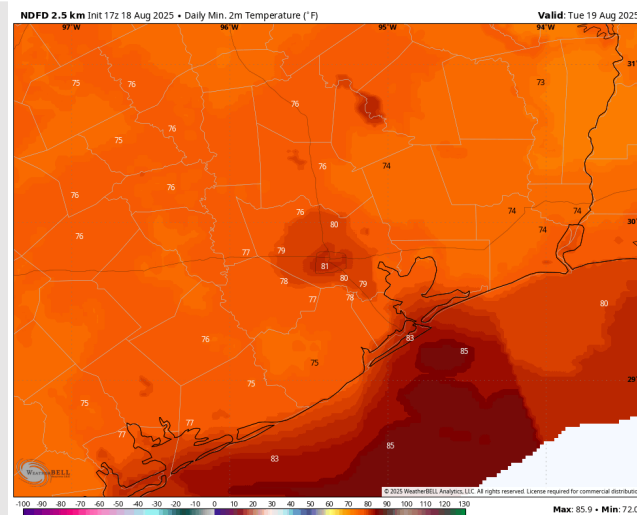 NDFD 2.5 km Init 17z 18 Aug 2025 • Daily Min. 2m Temperature (°F) Valid: Tue 19 Aug 2025
97°W 96°W 95°W 94°W
31°
75 76 73
76
76
75
76 74
76
76
76 74 74
30°
80 74
76
79
77
81
78 80 79
77 78 80
83
76 85
75
29°
75
75
77 77
85
83
WEATHERBELL
© 2025 WeatherBELL Analytics, LLC. All rights reserved. License required for commercial distributio
-100 -90 -80 -70 -60 -50 -40 -30 -20 -10 0 10 20 30 40 50 60 70 80 90 100 110 120 130
Max: 85.9 • Min: 72.